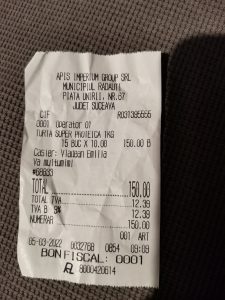 APIS IMPERIUM GROUP SRL
MUNICIPIUL RADAUTI
PIATA UNIRII, NR.67
JUDET SUCEAVA
CIF RO31395655
0001 Operator 01
TURTA SUPER PROTEICA 1KG
15 BUC X 10.00 150.00 B
Casier: Vladean Emilia
Va multumim!
#68633
TOTAL 150.00
TOTAL TVA 12.39
TVA B 9% 12.39
NUMERAR 150.00
001 ART
05-03-2022 0032768 0854 09:09
BON FISCAL: 0001
8000420614